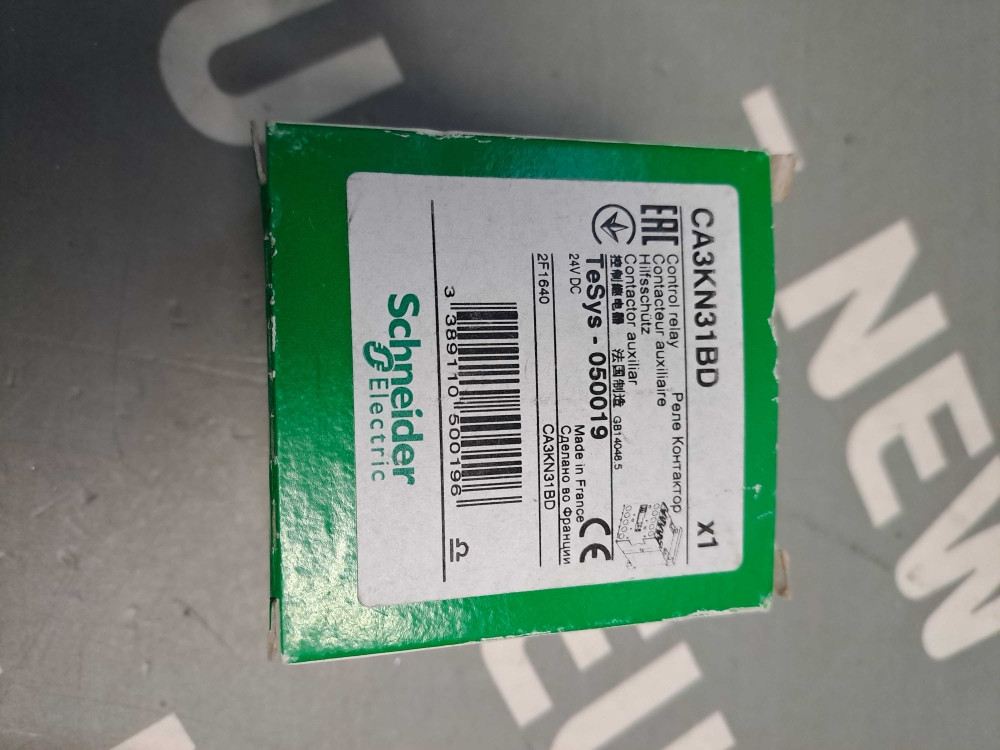 CA3KN31BD x1
EAC Control relay Реле Контактор
Contacteur auxiliaire
Hilfsschütz
Contactor auxiliar
控制继电器 法国制造 GB14048.5
TeSys - 050019
24V DC Made in France
Сделано во Франции
CE
2F1640 CA3KN31BD
3 389110 500196
Schneider
Electric
U
NEW